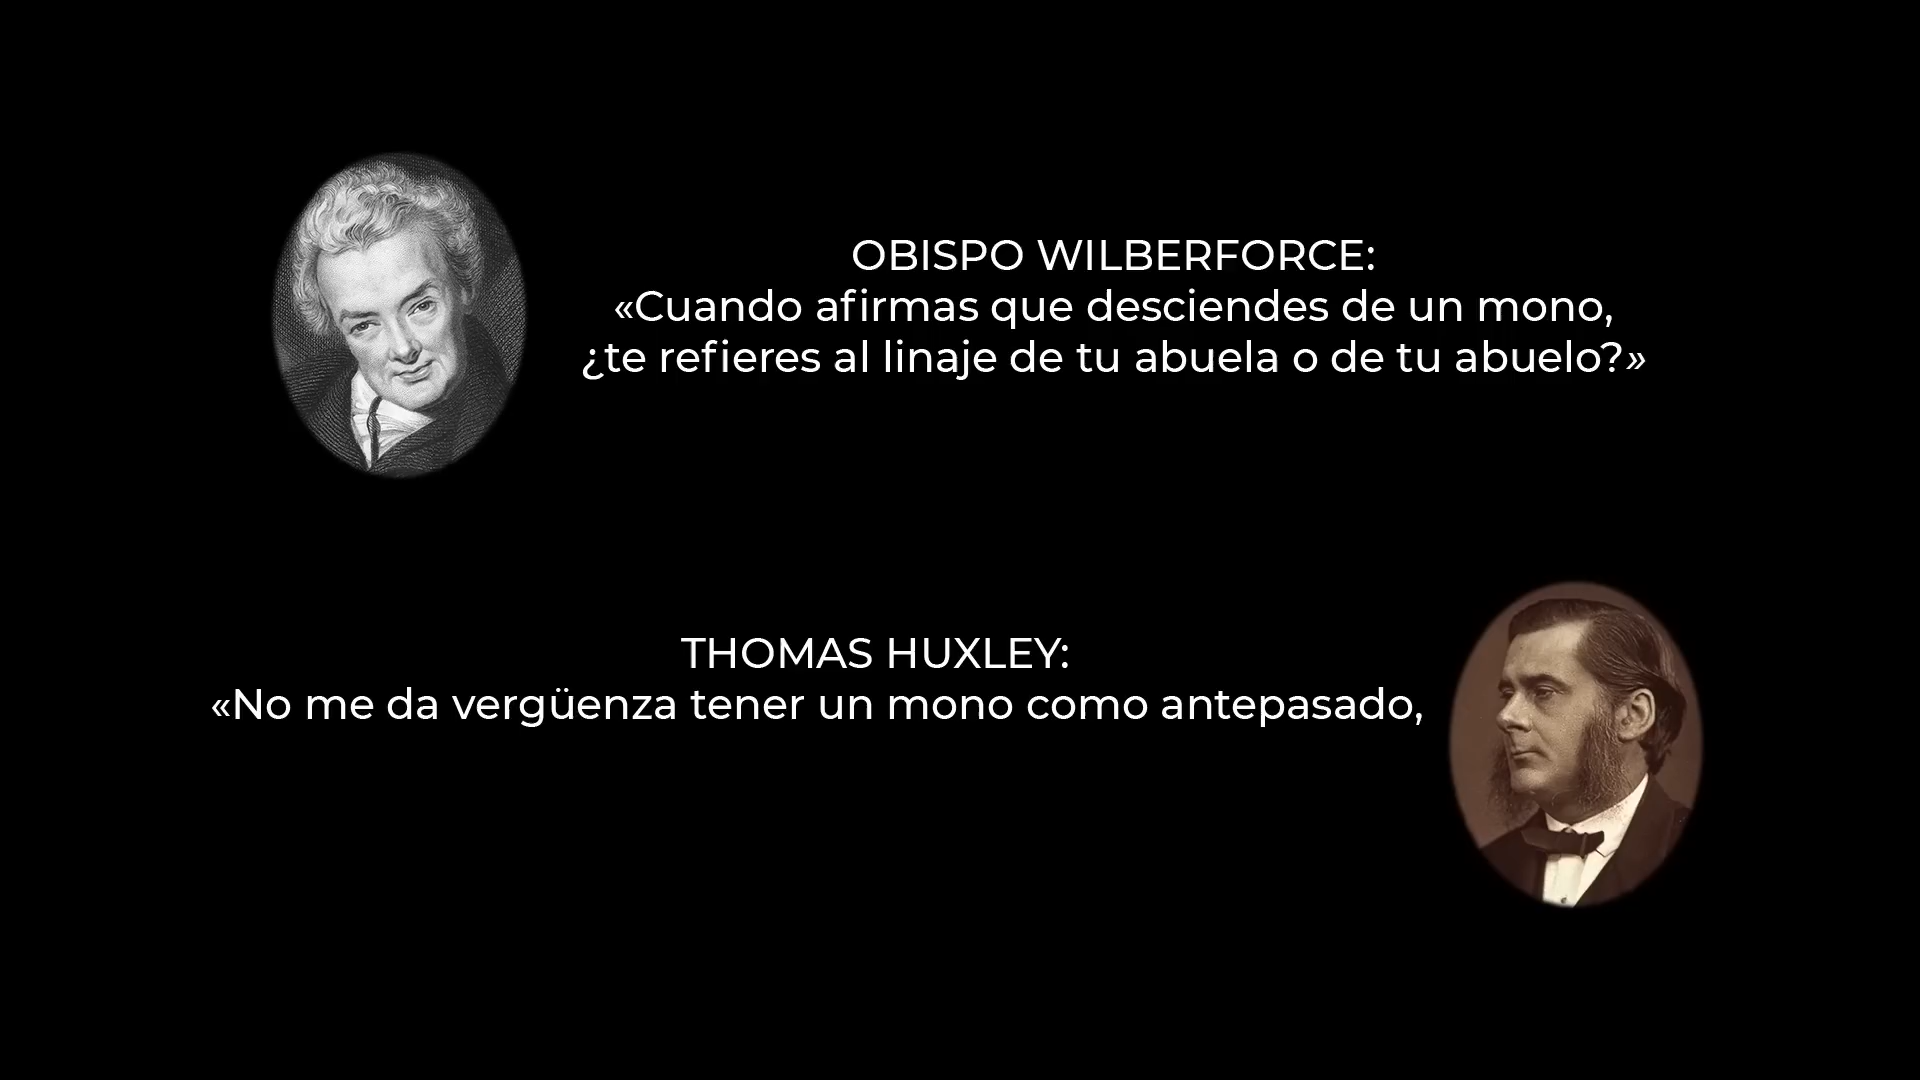 OBISPO WILBERFORCE:
«Cuando afirmas que desciendes de un mono,
¿te refieres al linaje de tu abuela o de tu abuelo?»
THOMAS HUXLEY:
«No me da vergüenza tener un mono como antepasado,